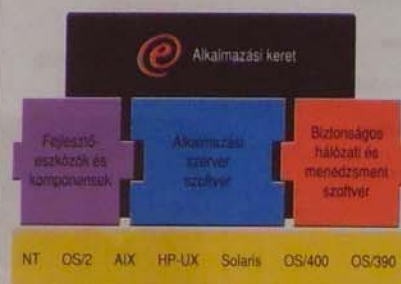 Alkalmazási keret
Fejlesztő-
eszközök és
komponensek
Alkalmazási
szerver
szoftver
Biztonságos
hálózati és
menedzsment
szoftver
NT OS/2 AIX HP-UX Solaris OS/400 OS/390